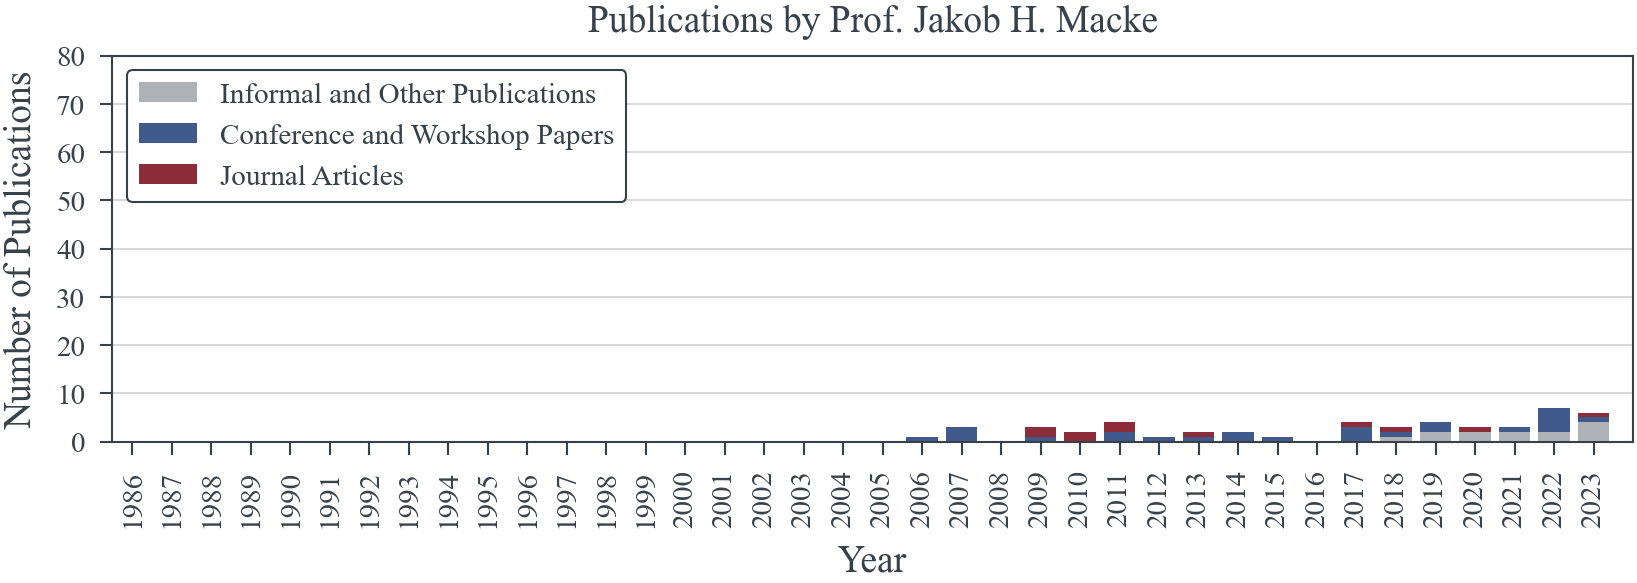 Publications by Prof. Jakob H. Macke
Number of Publications
80
70
60
50
40
30
20
10
0
Informal and Other Publications
Conference and Workshop Papers
Journal Articles
1986 1987 1988 1989 1990 1991 1992 1993 1994 1995 1996 1997 1998 1999 2000 2001 2002 2003 2004 2005 2006 2007 2008 2009 2010 2011 2012 2013 2014 2015 2016 2017 2018 2019 2020 2021 2022 2023
Year